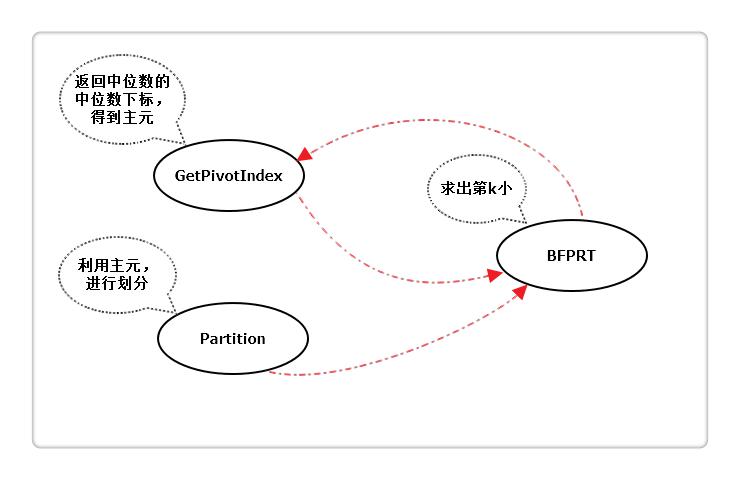 返回中位数的
中位数下标，
得到主元
GetPivotIndex
求出第k小
BFPRT
利用主元，
进行划分
Partition